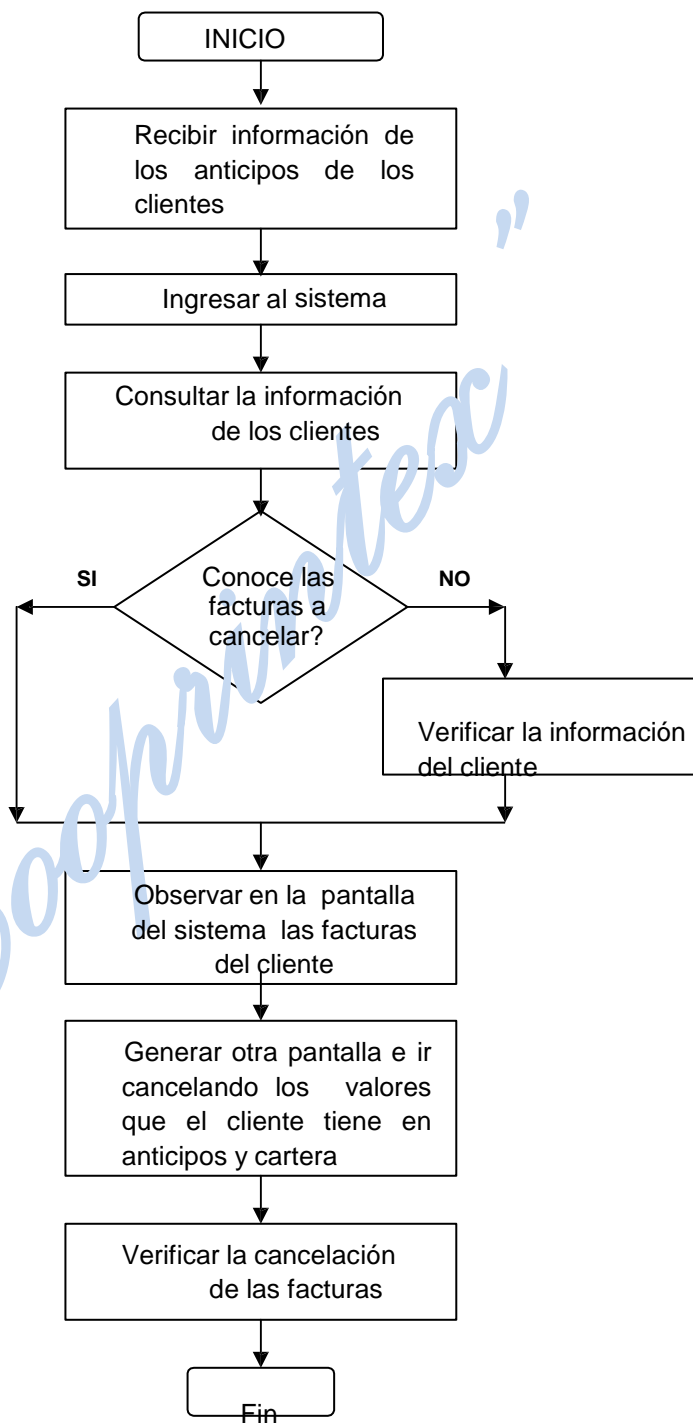 INICIO
Recibir información de
los anticipos de los
clientes
Ingresar al sistema
Consultar la información
de los clientes
Conoce las
facturas a
cancelar?
SI
NO
Verificar la información
del cliente
Observar en la pantalla
del sistema las facturas
del cliente
Generar otra pantalla e ir
cancelando los valores
que el cliente tiene en
anticipos y cartera
Verificar la cancelación
de las facturas
Fin
ooprintex ”